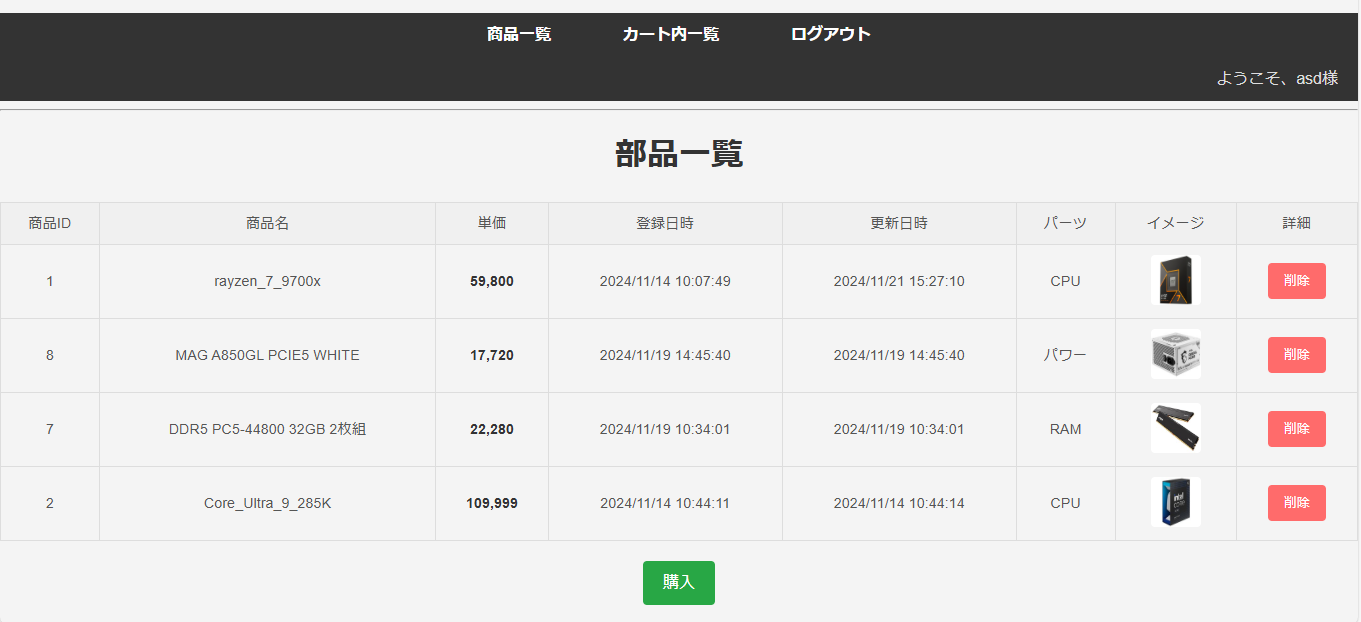 商品一覧 カート内一覧 ログアウト
ようこそ、asd様
部品一覧
商品ID 商品名 単価 登録日時 更新日時 パーツ イメージ 詳細
1 rayzen_7_9700x 59,800 2024/11/14 10:07:49 2024/11/21 15:27:10 CPU 削除
8 MAG A850GL PCIE5 WHITE 17,720 2024/11/19 14:45:40 2024/11/19 14:45:40 パワー 削除
7 DDR5 PC5-44800 32GB 2枚組 22,280 2024/11/19 10:34:01 2024/11/19 10:34:01 RAM 削除
2 Core_Ultra_9_285K 109,999 2024/11/14 10:44:11 2024/11/14 10:44:14 CPU 削除
購入